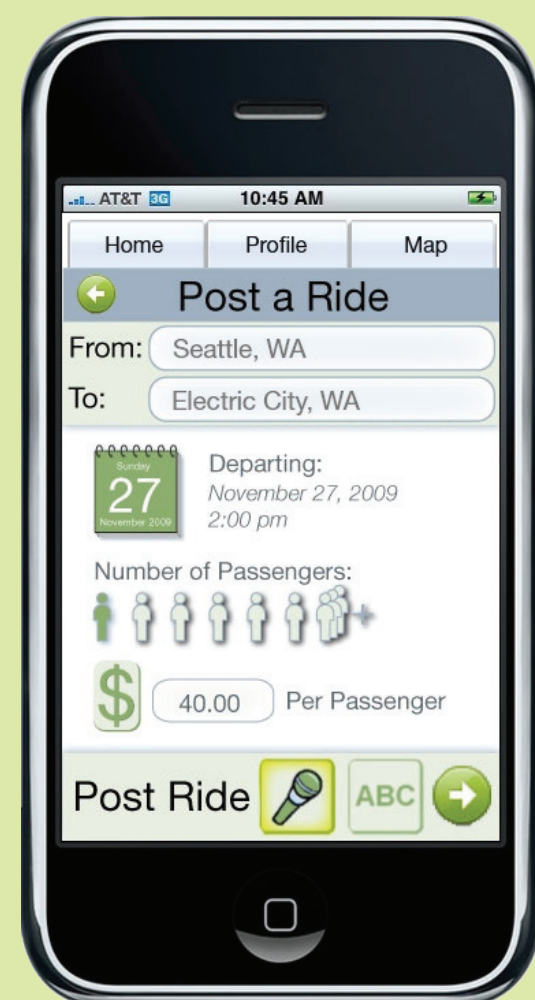 AT&T 3G 10:45 AM
Home Profile Map
Post a Ride
From: Seattle, WA
To: Electric City, WA
Sunday
27
November 2009
Departing:
November 27, 2009
2:00 pm
Number of Passengers:
+
$ 40.00 Per Passenger
Post Ride ABC